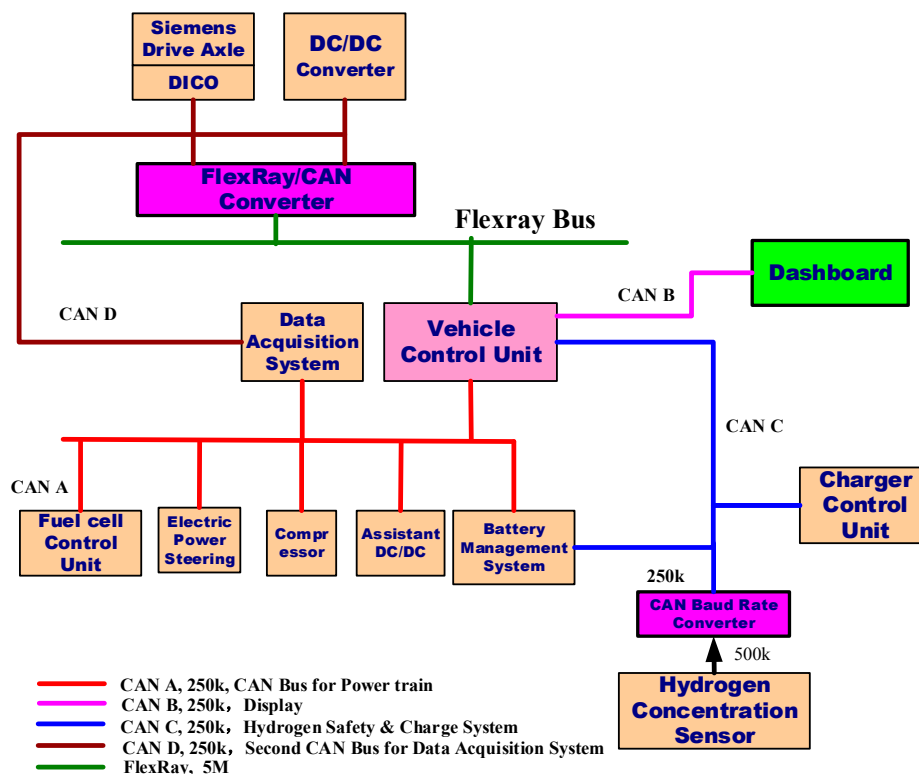 Siemens
Drive Axle
DICO
DC/DC
Converter
FlexRay/CAN
Converter
Flexray Bus
Dashboard
CAN B
CAN D
Data
Acquisition
System
Vehicle
Control Unit
CAN C
CAN A
Fuel cell
Control
Unit
Electric
Power
Steering
Compr
essor
Assistant
DC/DC
Battery
Management
System
Charger
Control
Unit
250k
CAN Baud Rate
Converter
500k
Hydrogen
Concentration
Sensor
CAN A, 250k, CAN Bus for Power train
CAN B, 250k，Display
CAN C, 250k，Hydrogen Safety & Charge System
CAN D, 250k，Second CAN Bus for Data Acquisition System
FlexRay, 5M